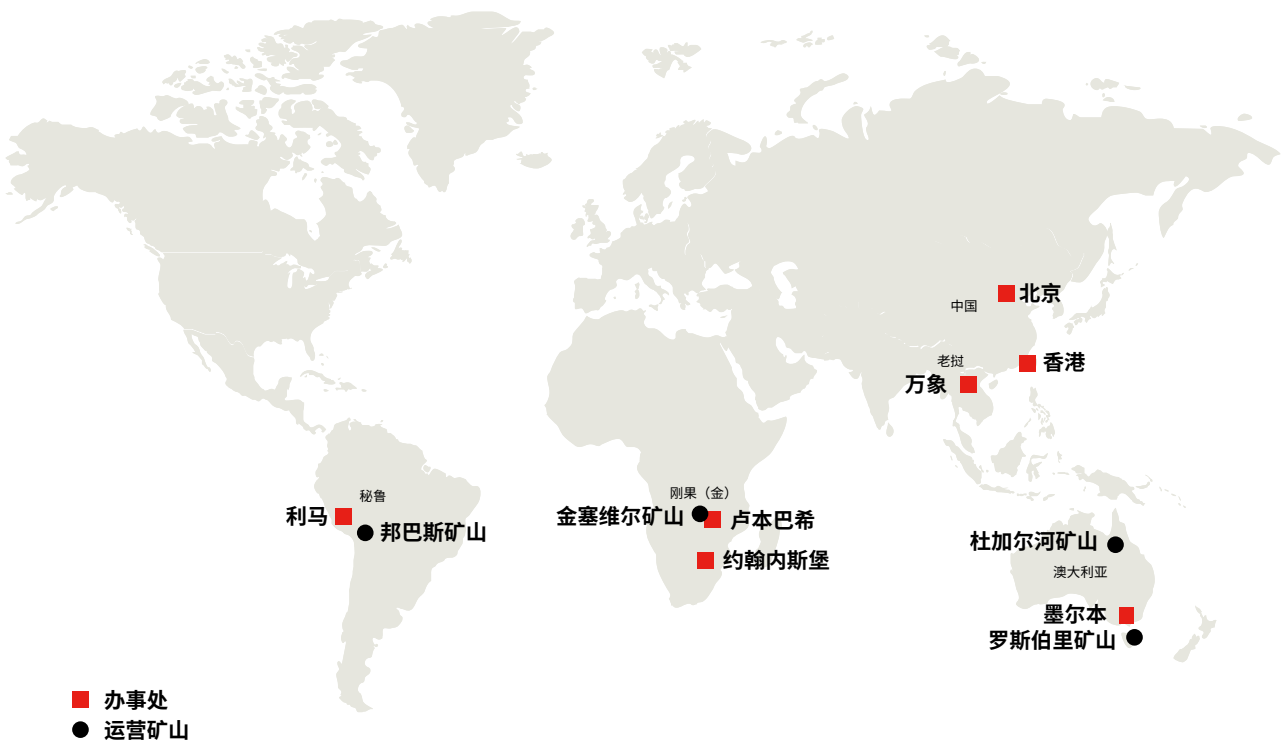 北京
中国
老挝
香港
万象
秘鲁
刚果（金）
利马
邦巴斯矿山
金塞维尔矿山
卢本巴希
约翰内斯堡
杜加尔河矿山
澳大利亚
墨尔本
罗斯伯里矿山
办事处
运营矿山